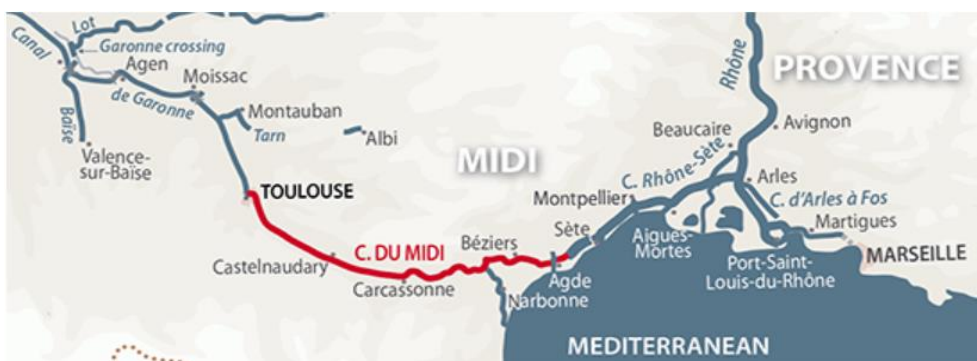 Lot
Canal
Garonne crossing
Agen
Moissac
de Garonne
Baïse
Montauban
Tarn
Albi
Valence-
sur-Baïse
TOULOUSE
MIDI
PROVENCE
Rhône
Beaucaire
Avignon
C. Rhône-Sète
Montpellier
Arles
C. d'Arles à Fos
Martigues
Sète
Béziers
C. DU MIDI
Castelnaudary
Carcassonne
Agde
Narbonne
Aigues-
Mortes
Port-Saint-
Louis-du-Rhône
MARSEILLE
MEDITERRANEAN